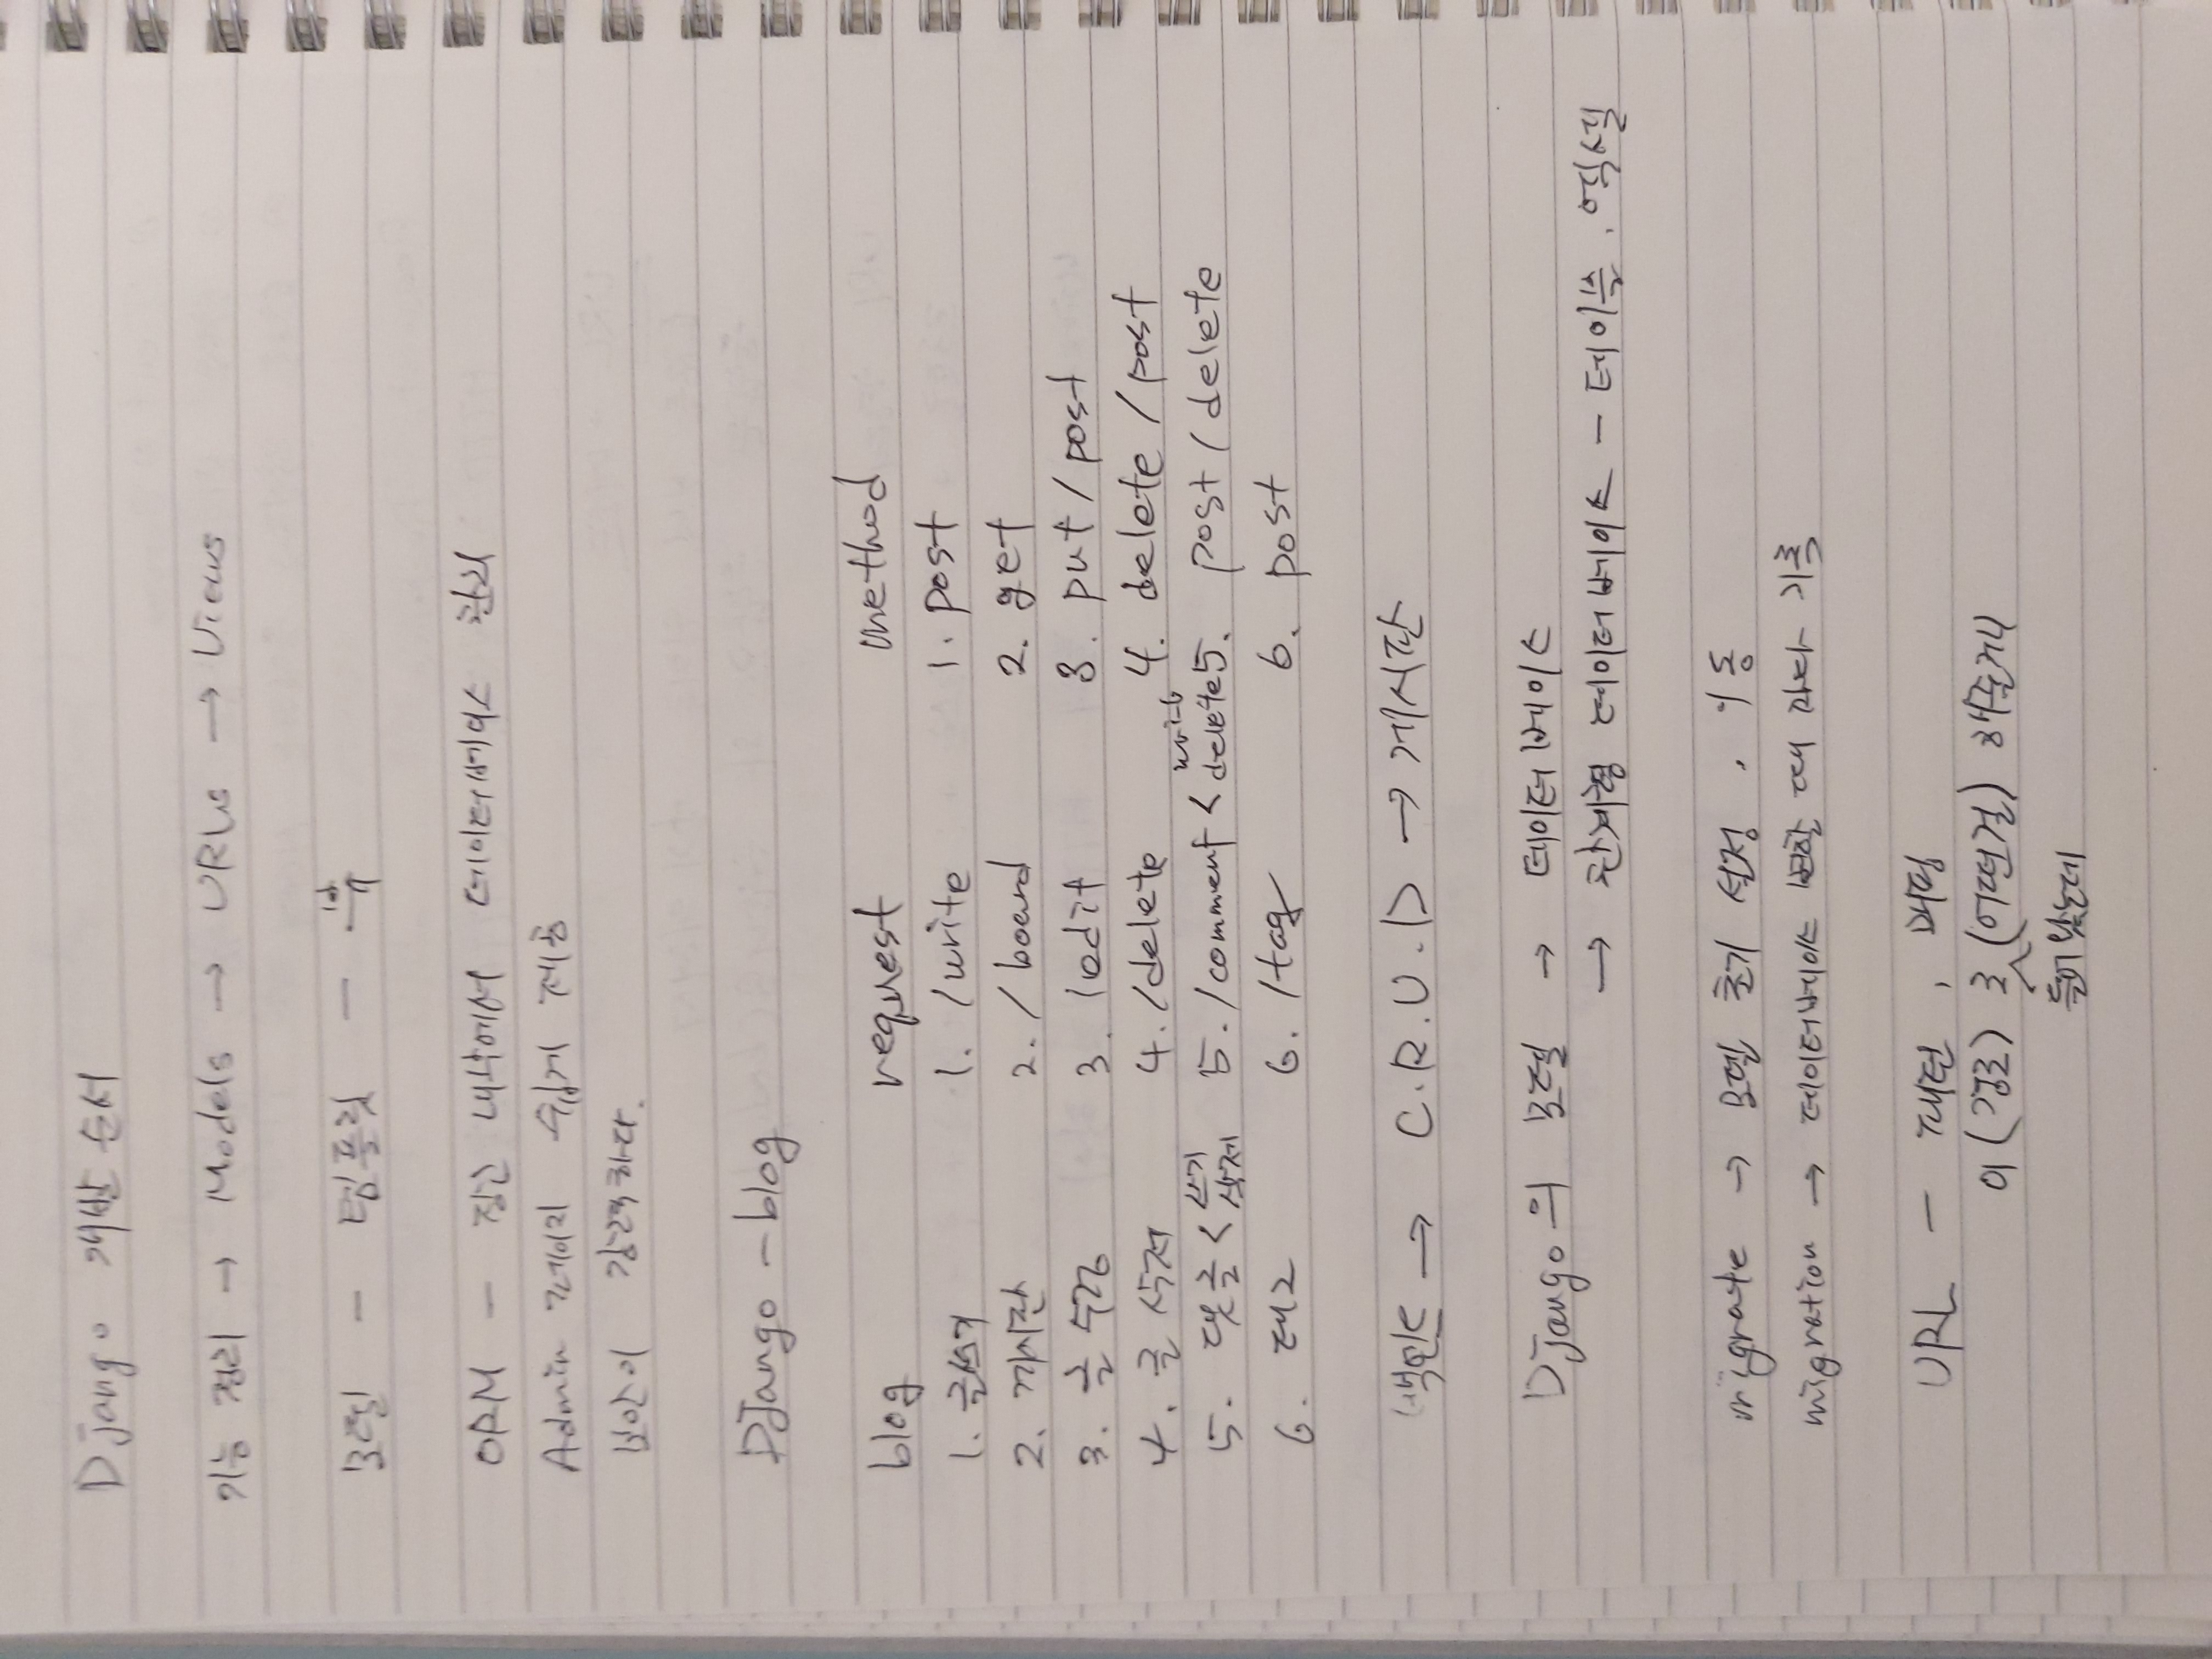 Django 개발 순서
기능 정리 → Models → URLs → Views
모델 - 템플릿 - 뷰
ORM - 장고 내부에서 데이터베이스 관리
Admin 페이지 쉽게 제공
보안이 강력하다.
Django - blog
blog request method
1. 글쓰기 1. /write 1. post
2. 게시판 2. /board 2. get
3. 글 수정 3. /edit 3. put / post
4. 글 삭제 4. /delete 4. delete / post
5. 댓글 < 쓰기 삭제 5. /comment < write delete 5. post / delete
6. 태그 6. /tag 6. post
백엔드 → C.R.U.D → 게시판
Django의 모델 → 데이터베이스
→ 관계형 데이터베이스 - 테이블, 엑셀
migrate → 모델 초기 설정, 이동
migration → 데이터베이스 변할 때 마다 기록
URL - 패턴, 매핑
이 (경로) 로 (어떤걸) 해줄게
들어왔는데